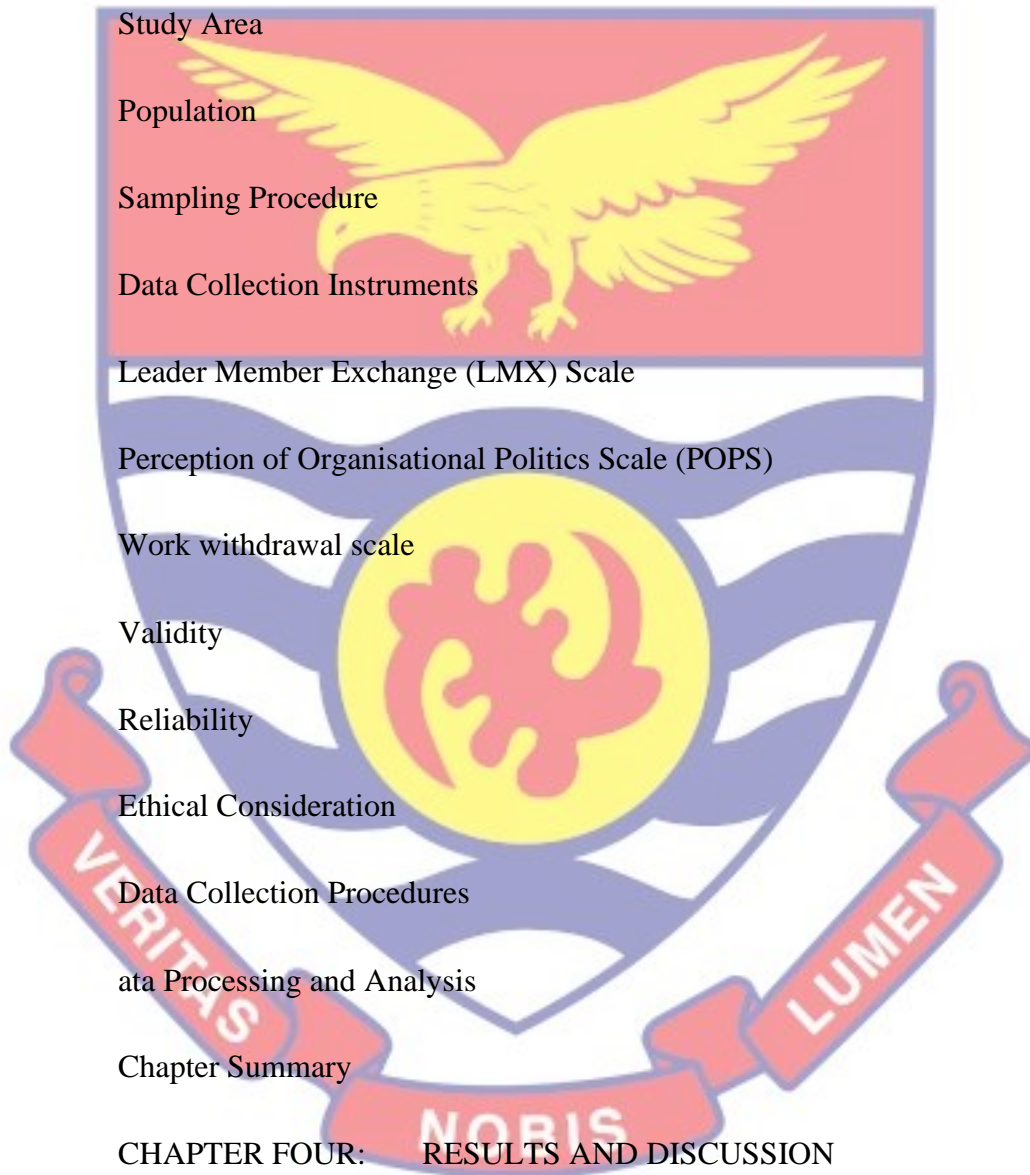 Study Area
Population
Sampling Procedure
Data Collection Instruments
Leader Member Exchange (LMX) Scale
Perception of Organisational Politics Scale (POPS)
Work withdrawal scale
Validity
Reliability
Ethical Consideration
Data Collection Procedures
ata Processing and Analysis
Chapter Summary
CHAPTER FOUR: RESULTS AND DISCUSSION
VERITAS
NOBIS
LUMEN